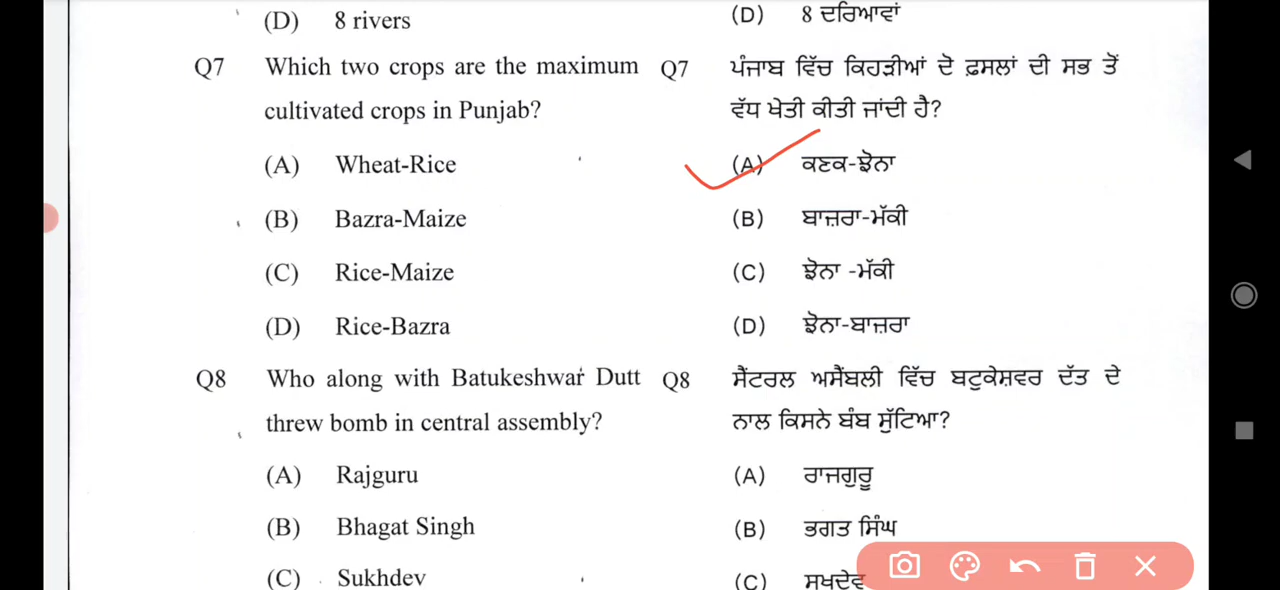 (D) 8 rivers
Q7 Which two crops are the maximum
cultivated crops in Punjab?
(A) Wheat-Rice
(B) Bazra-Maize
(C) Rice-Maize
(D) Rice-Bazra
Q8 Who along with Batukeshwar Dutt
threw bomb in central assembly?
(A) Rajguru
(B) Bhagat Singh
(C) Sukhdev
(D) 8 ਦਰਿਆਵਾਂ
Q7 ਪੰਜਾਬ ਵਿੱਚ ਕਿਹੜੀਆਂ ਦੋ ਫ਼ਸਲਾਂ ਦੀ ਸਭ ਤੋਂ
ਵੱਧ ਖੇਤੀ ਕੀਤੀ ਜਾਂਦੀ ਹੈ?
(A) ਕਣਕ-ਝੋਨਾ
(B) ਬਾਜ਼ਰਾ-ਮੱਕੀ
(C) ਝੋਨਾ -ਮੱਕੀ
(D) ਝੋਨਾ-ਬਾਜ਼ਰਾ
Q8 ਸੈਂਟਰਲ ਅਸੈਂਬਲੀ ਵਿੱਚ ਬਟੁਕੇਸ਼ਵਰ ਦੱਤ ਦੇ
ਨਾਲ ਕਿਸਨੇ ਬੰਬ ਸੁੱਟਿਆ?
(A) ਰਾਜਗੁਰੂ
(B) ਭਗਤ ਸਿੰਘ
(C) ਸੁਖਦੇਵ